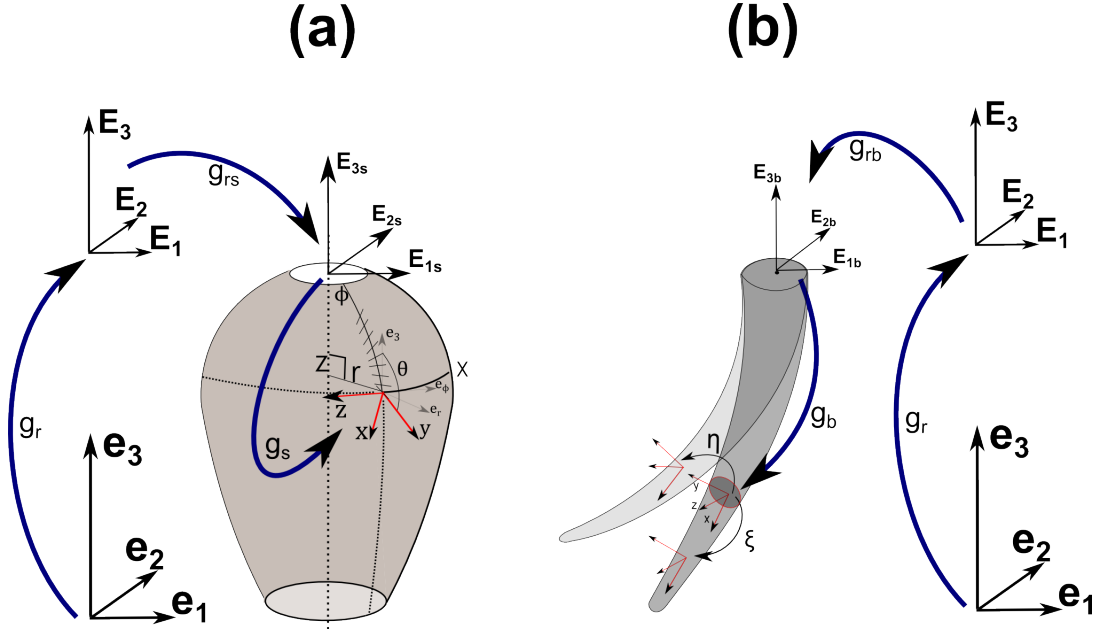 (a)
(b)
E3
E2
E1
grs
E3s
E2s
E1s
ϕ
e3
Z
r
θ
X
eϕ
er
z
x
y
gs
gr
e3
e2
e1
E3
E2
E1
grb
E3b
E2b
E1b
gb
gr
η
y
z
x
ξ
e3
e2
e1